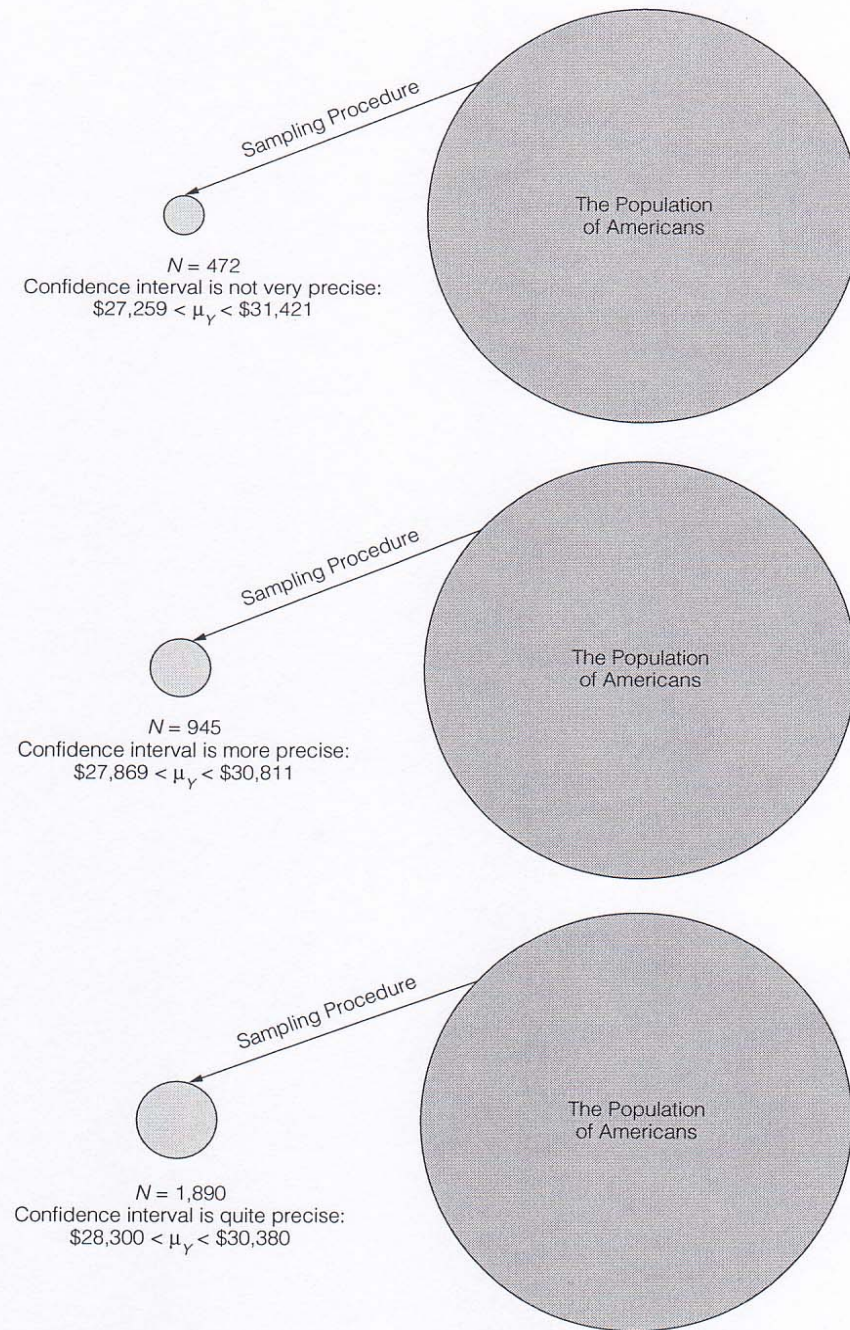 Sampling Procedure
The Population
of Americans
N = 472
Confidence interval is not very precise:
$27,259 < μY < $31,421
Sampling Procedure
The Population
of Americans
N = 945
Confidence interval is more precise:
$27,869 < μY < $30,811
Sampling Procedure
The Population
of Americans
N = 1,890
Confidence interval is quite precise:
$28,300 < μY < $30,380